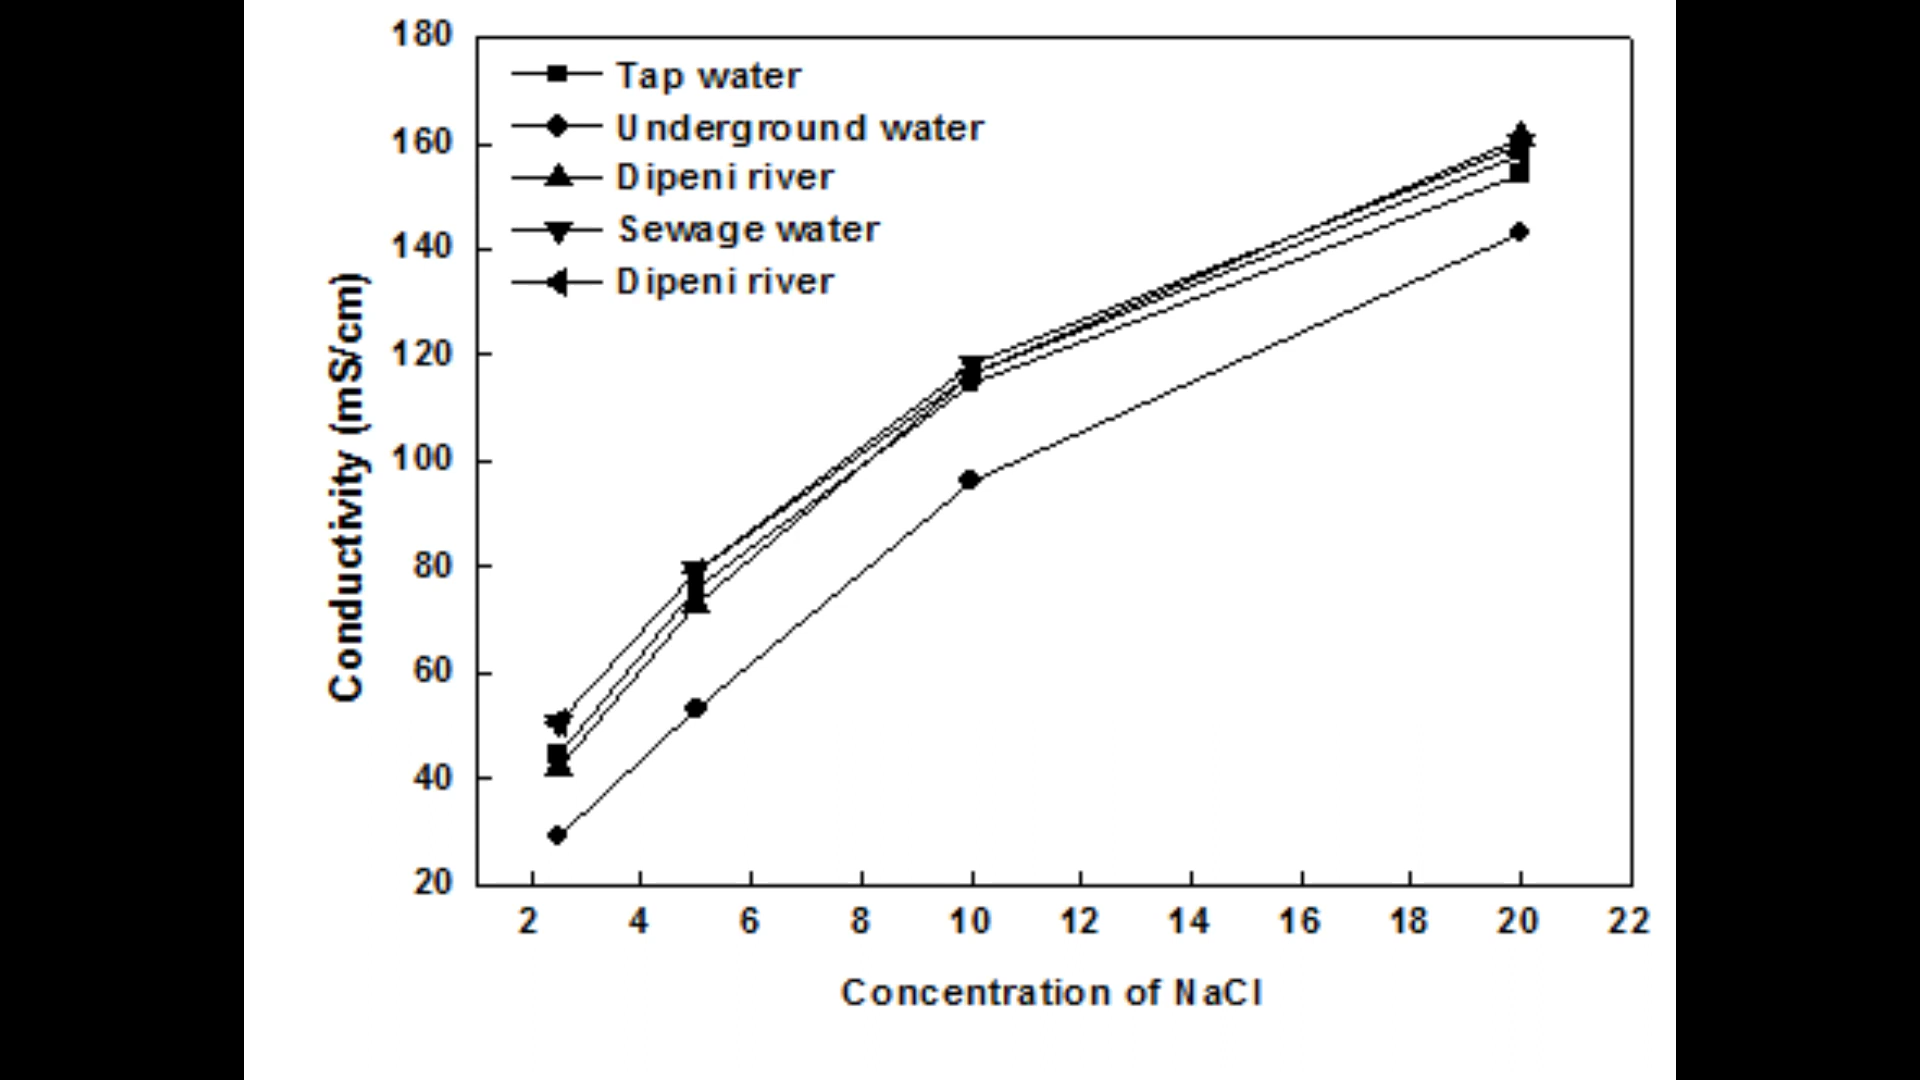 180
160
140
120
100
80
60
40
20
Tap water
Underground water
Dipeni river
Sewage water
Dipeni river
Conductivity (mS/cm)
2 4 6 8 10 12 14 16 18 20 22
Concentration of NaCl